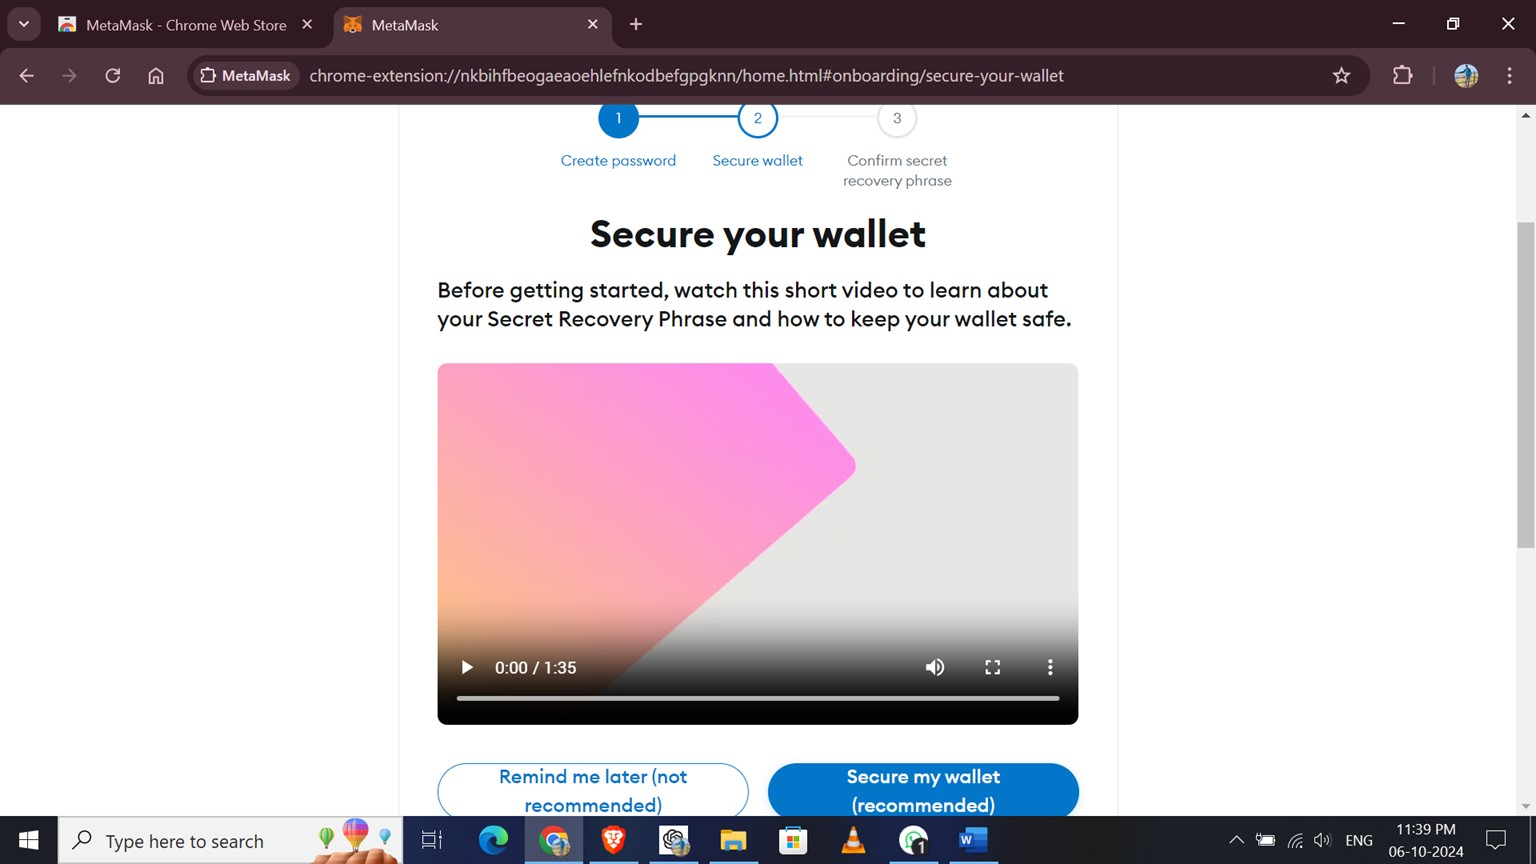 MetaMask - Chrome Web Store
MetaMask
MetaMask
chrome-extension://nkbihfbeogaeaoehlefnkodbefgpgknn/home.html#onboarding/secure-your-wallet
1
2
3
Create password
Secure wallet
Confirm secret
recovery phrase
Secure your wallet
Before getting started, watch this short video to learn about
your Secret Recovery Phrase and how to keep your wallet safe.
0:00 / 1:35
Remind me later (not
recommended)
Secure my wallet
(recommended)
Type here to search
1
W
ENG
11:39 PM
06-10-2024